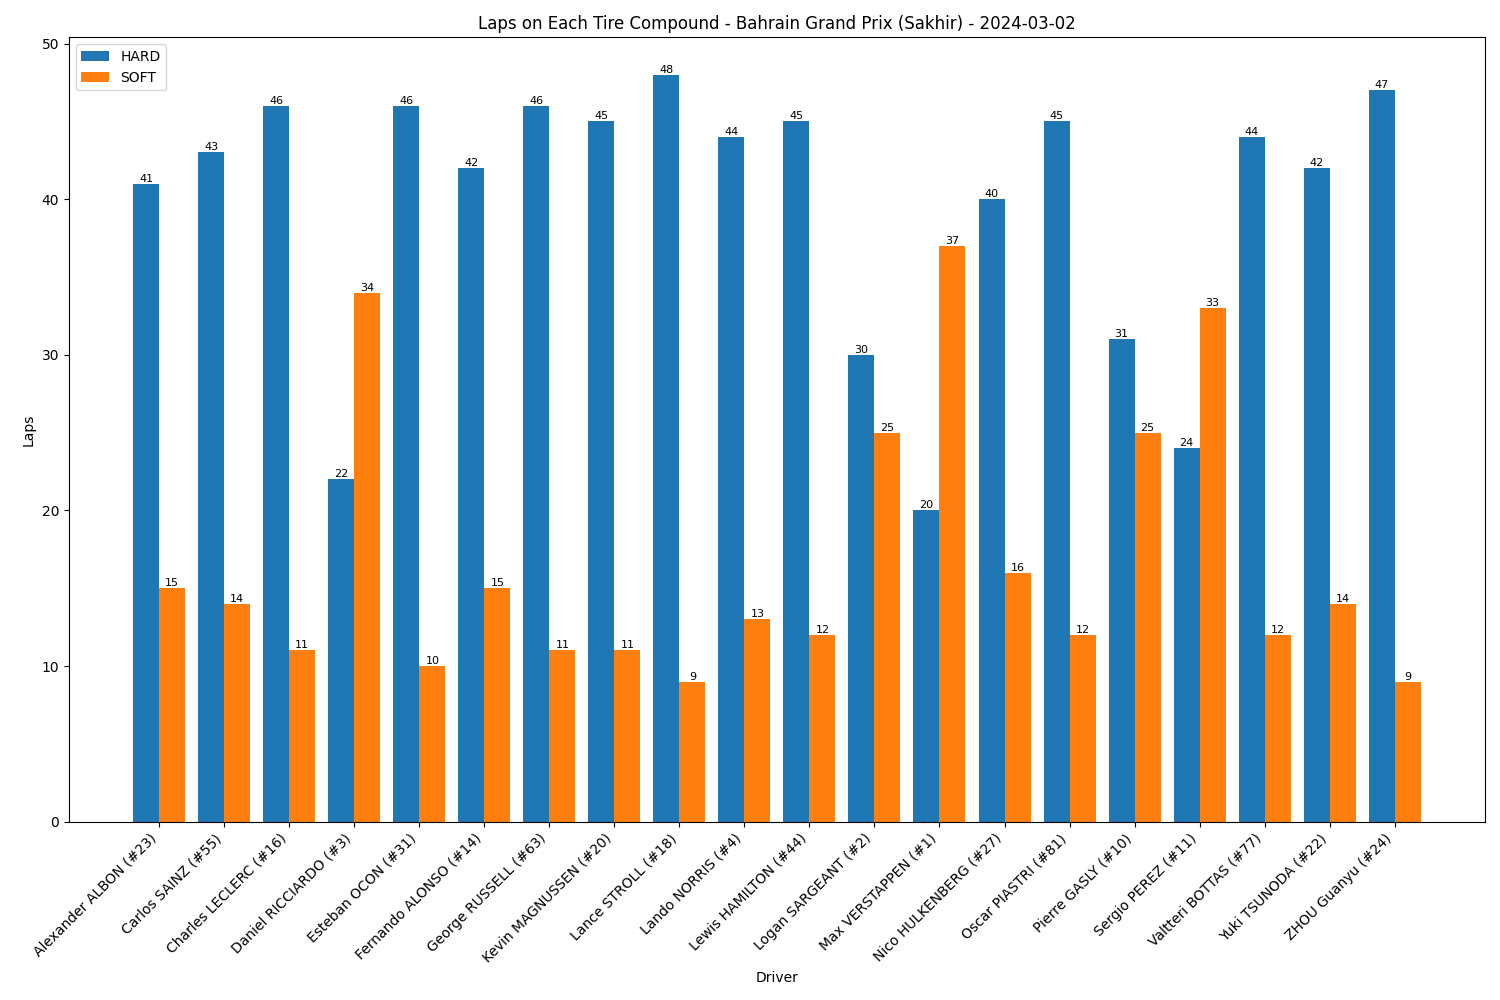 Laps on Each Tire Compound - Bahrain Grand Prix (Sakhir) - 2024-03-02
HARD
SOFT
Laps
50
40
30
20
10
0
41
15
43
14
46
11
22
34
46
10
42
15
46
11
45
11
48
9
44
13
45
12
30
25
20
37
40
16
45
12
31
25
24
33
44
12
42
14
47
9
Alexander ALBON (#23)
Carlos SAINZ (#55)
Charles LECLERC (#16)
Daniel RICCIARDO (#3)
Esteban OCON (#31)
Fernando ALONSO (#14)
George RUSSELL (#63)
Kevin MAGNUSSEN (#20)
Lance STROLL (#18)
Lando NORRIS (#4)
Lewis HAMILTON (#44)
Logan SARGEANT (#2)
Max VERSTAPPEN (#1)
Nico HULKENBERG (#27)
Oscar PIASTRI (#81)
Pierre GASLY (#10)
Sergio PEREZ (#11)
Valtteri BOTTAS (#77)
Yuki TSUNODA (#22)
ZHOU Guanyu (#24)
Driver